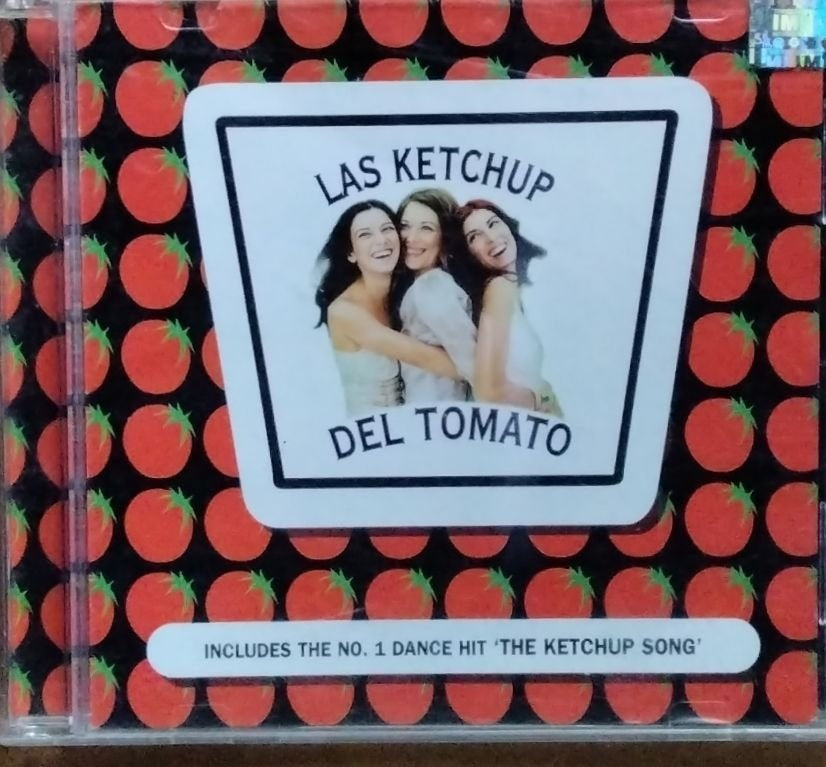 LAS KETCHUP
DEL TOMATO
INCLUDES THE NO. 1 DANCE HIT ‘THE KETCHUP SONG’